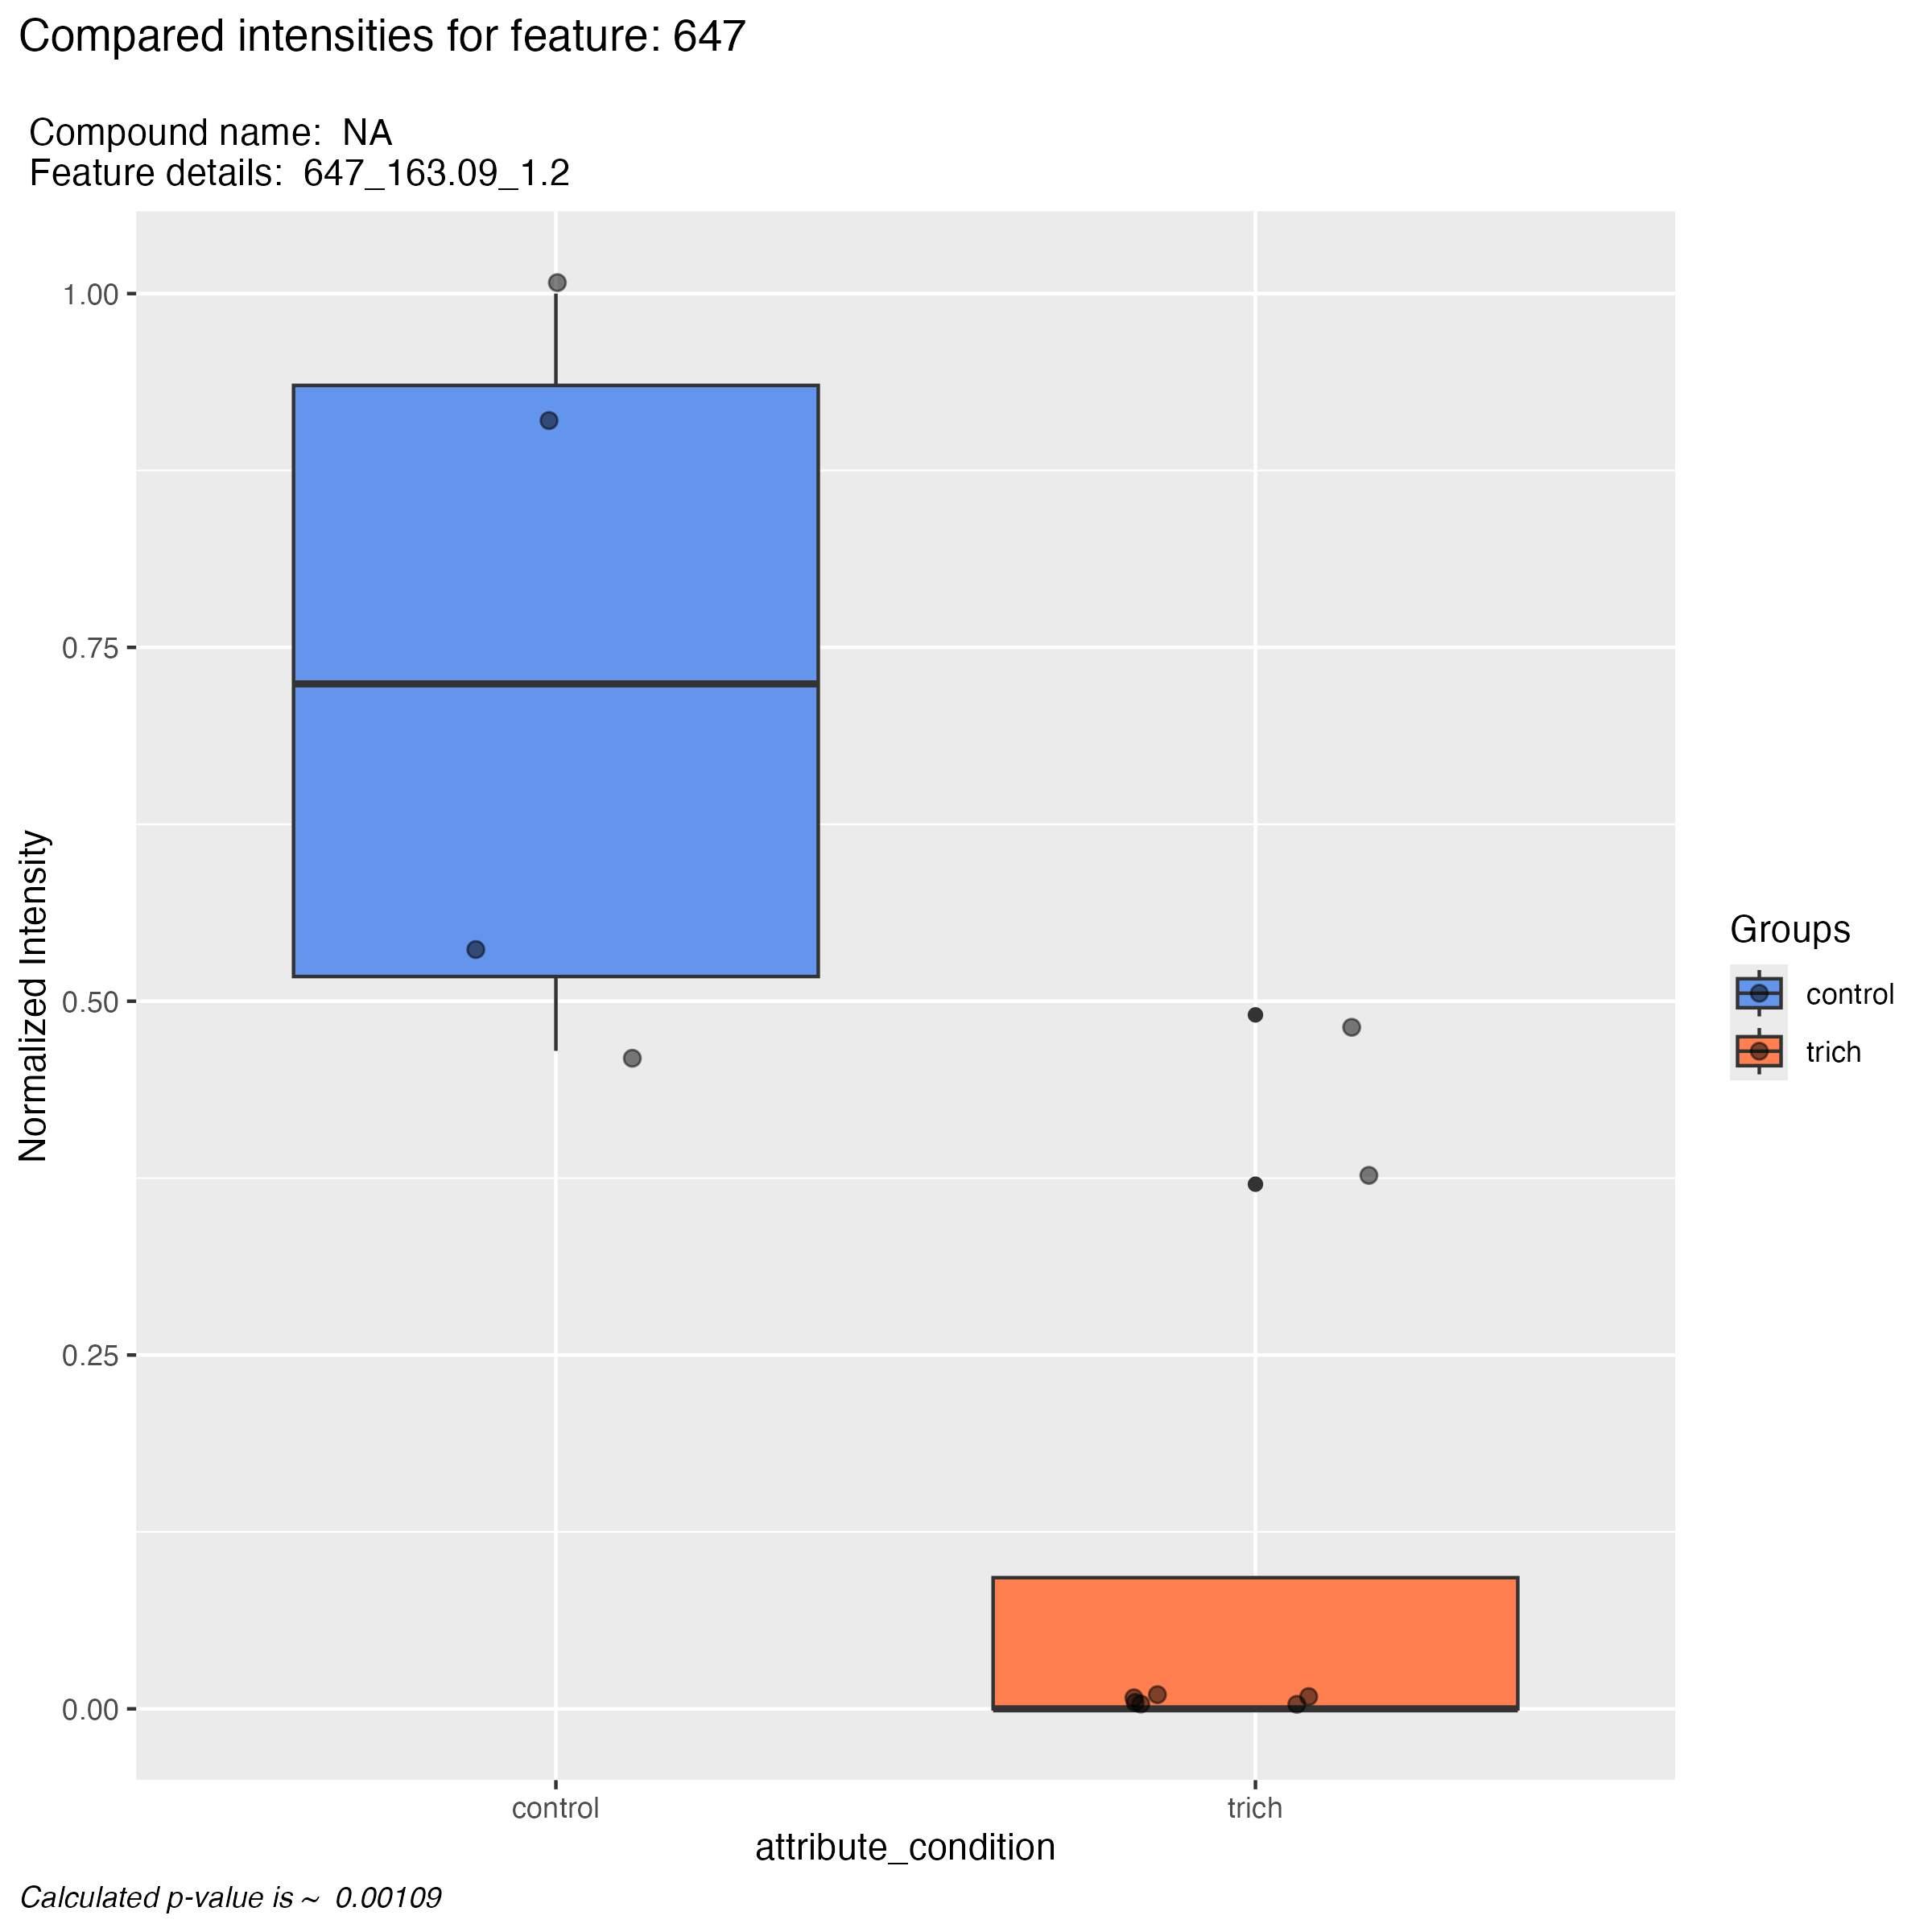 Compared intensities for feature: 647
Compound name:  NA
Feature details:  647_163.09_1.2
1.00
0.75
0.50
0.25
0.00
Normalized Intensity
control
trich
attribute_condition
Groups
control
trich
Calculated p-value is ~  0.00109